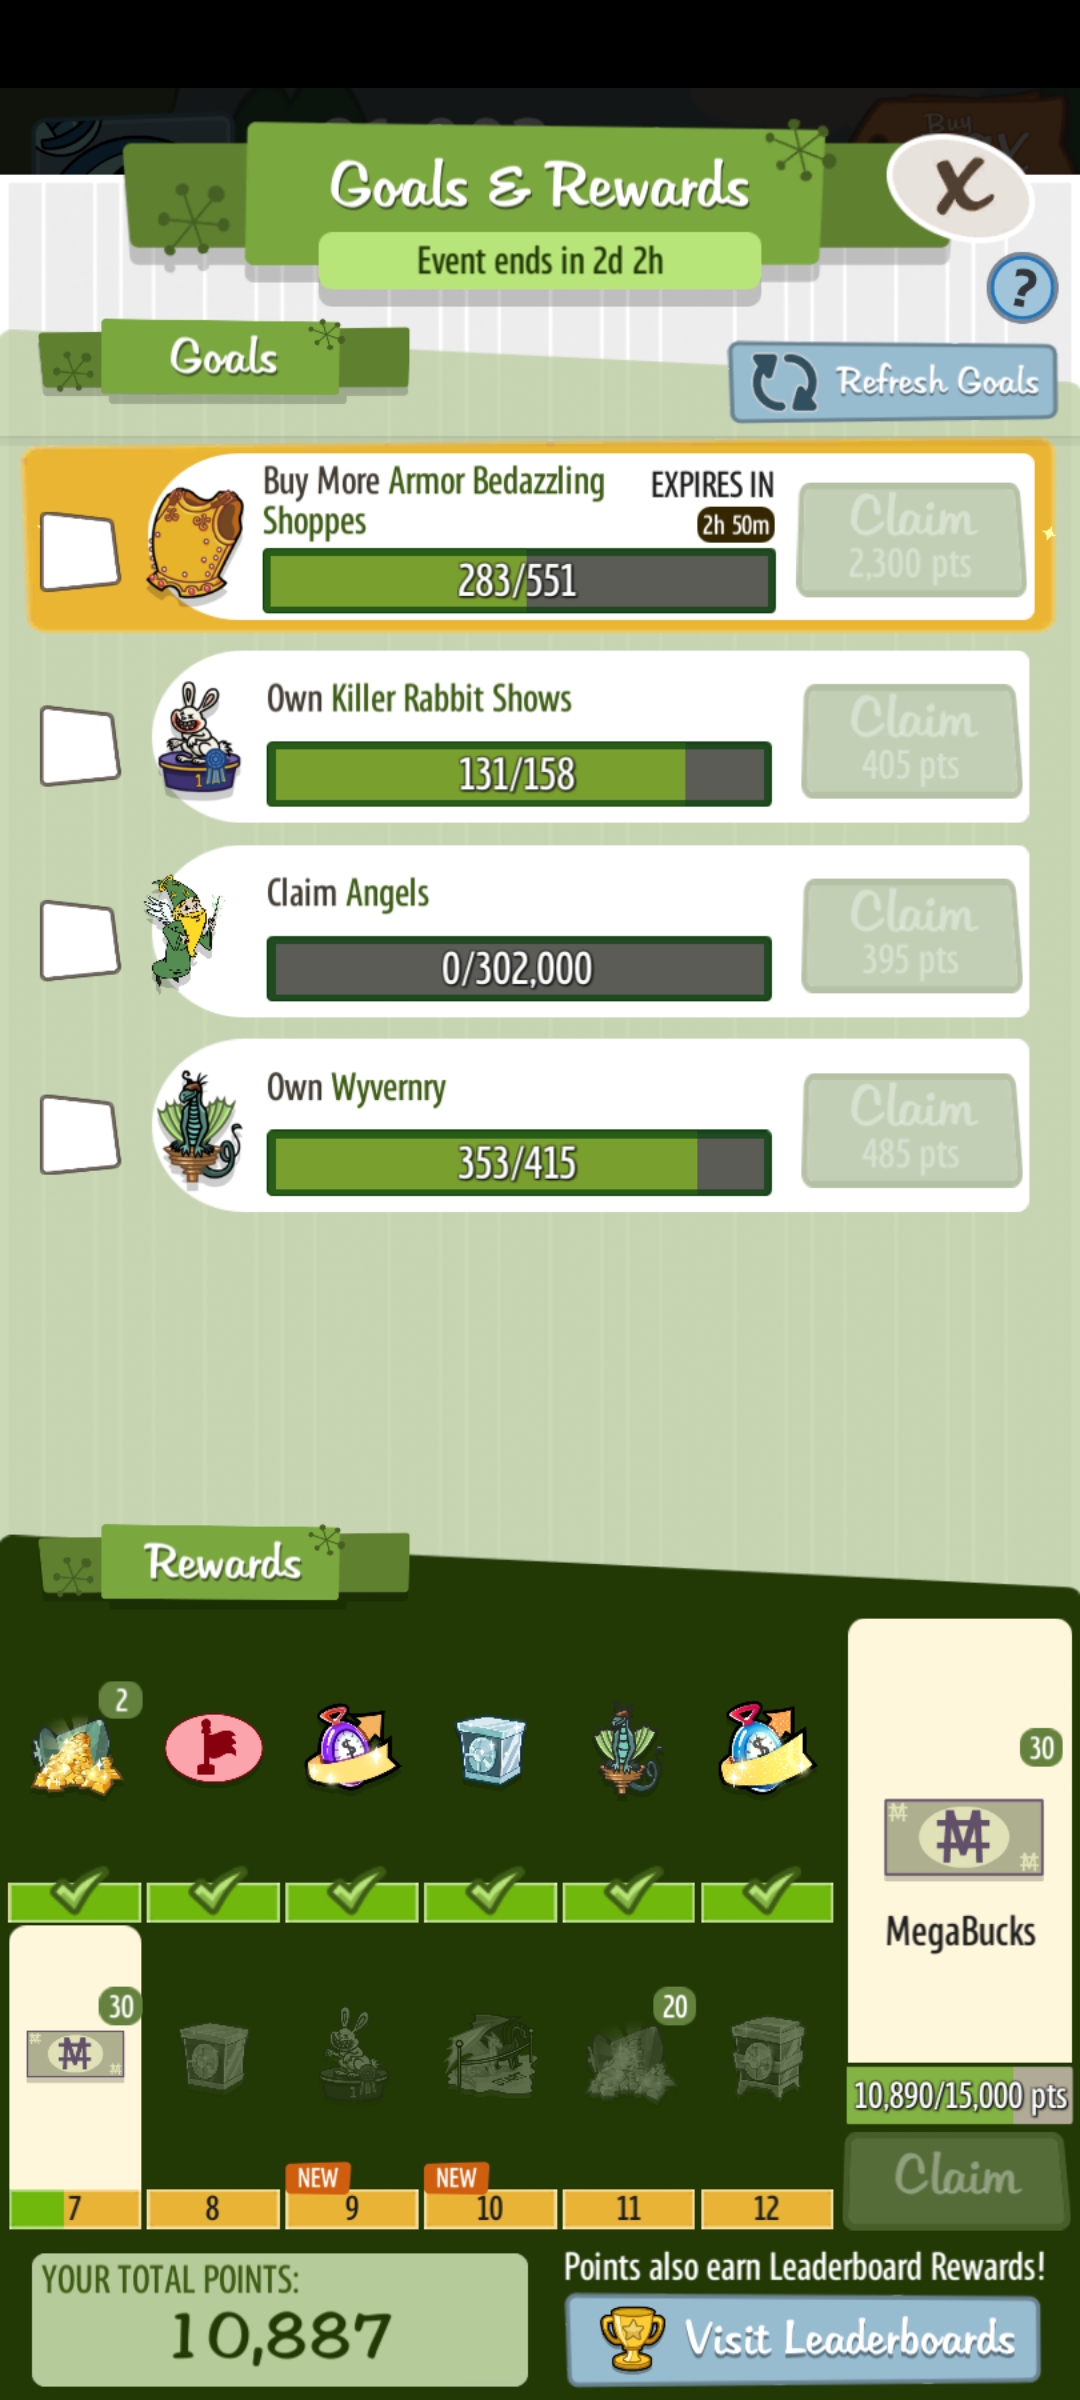 Buy
Goals & Rewards
X
Event ends in 2d 2h
?
Goals
Refresh Goals
Buy More Armor Bedazzling
Shoppes
EXPIRES IN
2h 50m
283/551
Claim
2,300 pts
Own Killer Rabbit Shows
131/158
Claim
405 pts
Claim Angels
0/302,000
Claim
395 pts
Own Wyvernry
353/415
Claim
485 pts
Rewards
2
30
MegaBucks
10,890/15,000 pts
Claim
30
20
7
8
NEW
9
NEW
10
11
12
YOUR TOTAL POINTS:
10,887
Points also earn Leaderboard Rewards!
Visit Leaderboards